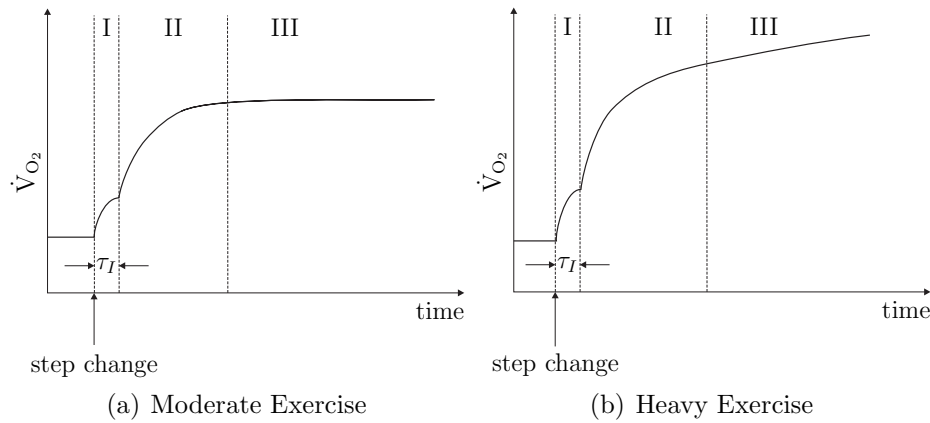 I II III
V̇O₂
τI
time
step change
(a) Moderate Exercise
I II III
V̇O₂
τI
time
step change
(b) Heavy Exercise